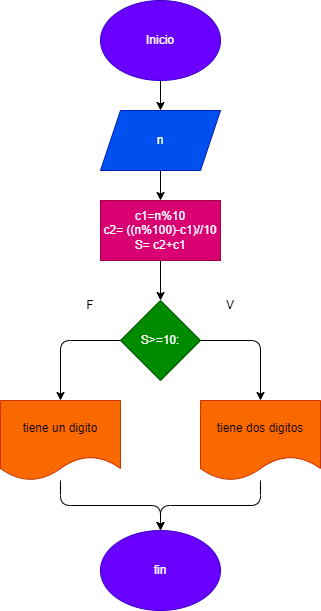 Inicio
n
c1=n%10
c2= ((n%100)-c1)//10
S= c2+c1
F
V
S>=10:
tiene un digito
tiene dos digitos
fin